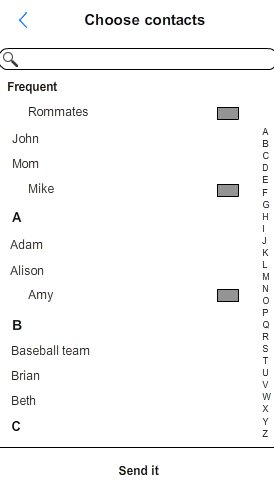 Choose contacts
Frequent
Rommates
John
Mom
Mike
A
Adam
Alison
Amy
B
Baseball team
Brian
Beth
C
A
B
C
D
E
F
G
H
I
J
K
L
M
N
O
P
Q
R
S
T
U
V
W
X
Y
Z
Send it